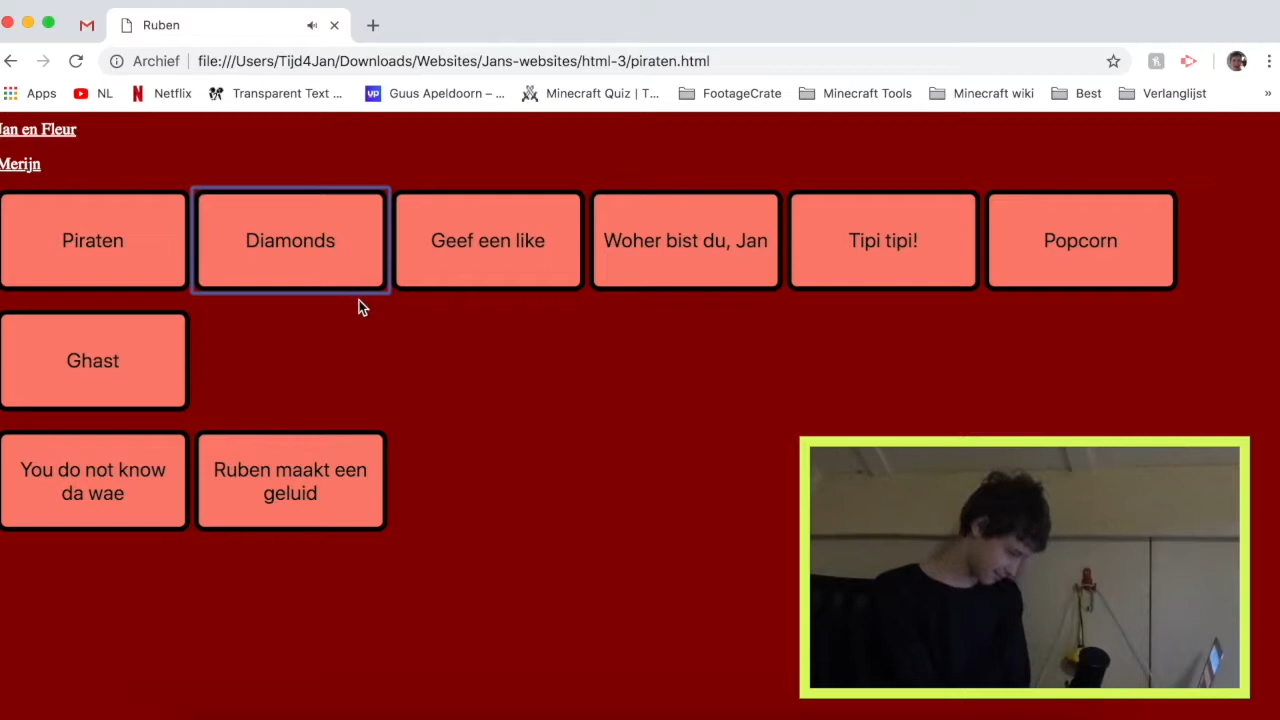 Ruben
Archief file:///Users/Tijd4Jan/Downloads/Websites/Jans-websites/html-3/piraten.html
Apps NL Netflix Transparent Text ... Guus Apeldoorn – ... Minecraft Quiz | T... FootageCrate Minecraft Tools Minecraft wiki Best Verlanglijst »
Jan en Fleur
Merijn
Piraten Diamonds Geef een like Woher bist du, Jan Tipi tipi! Popcorn
Ghast
You do not know
da wae
Ruben maakt een
geluid